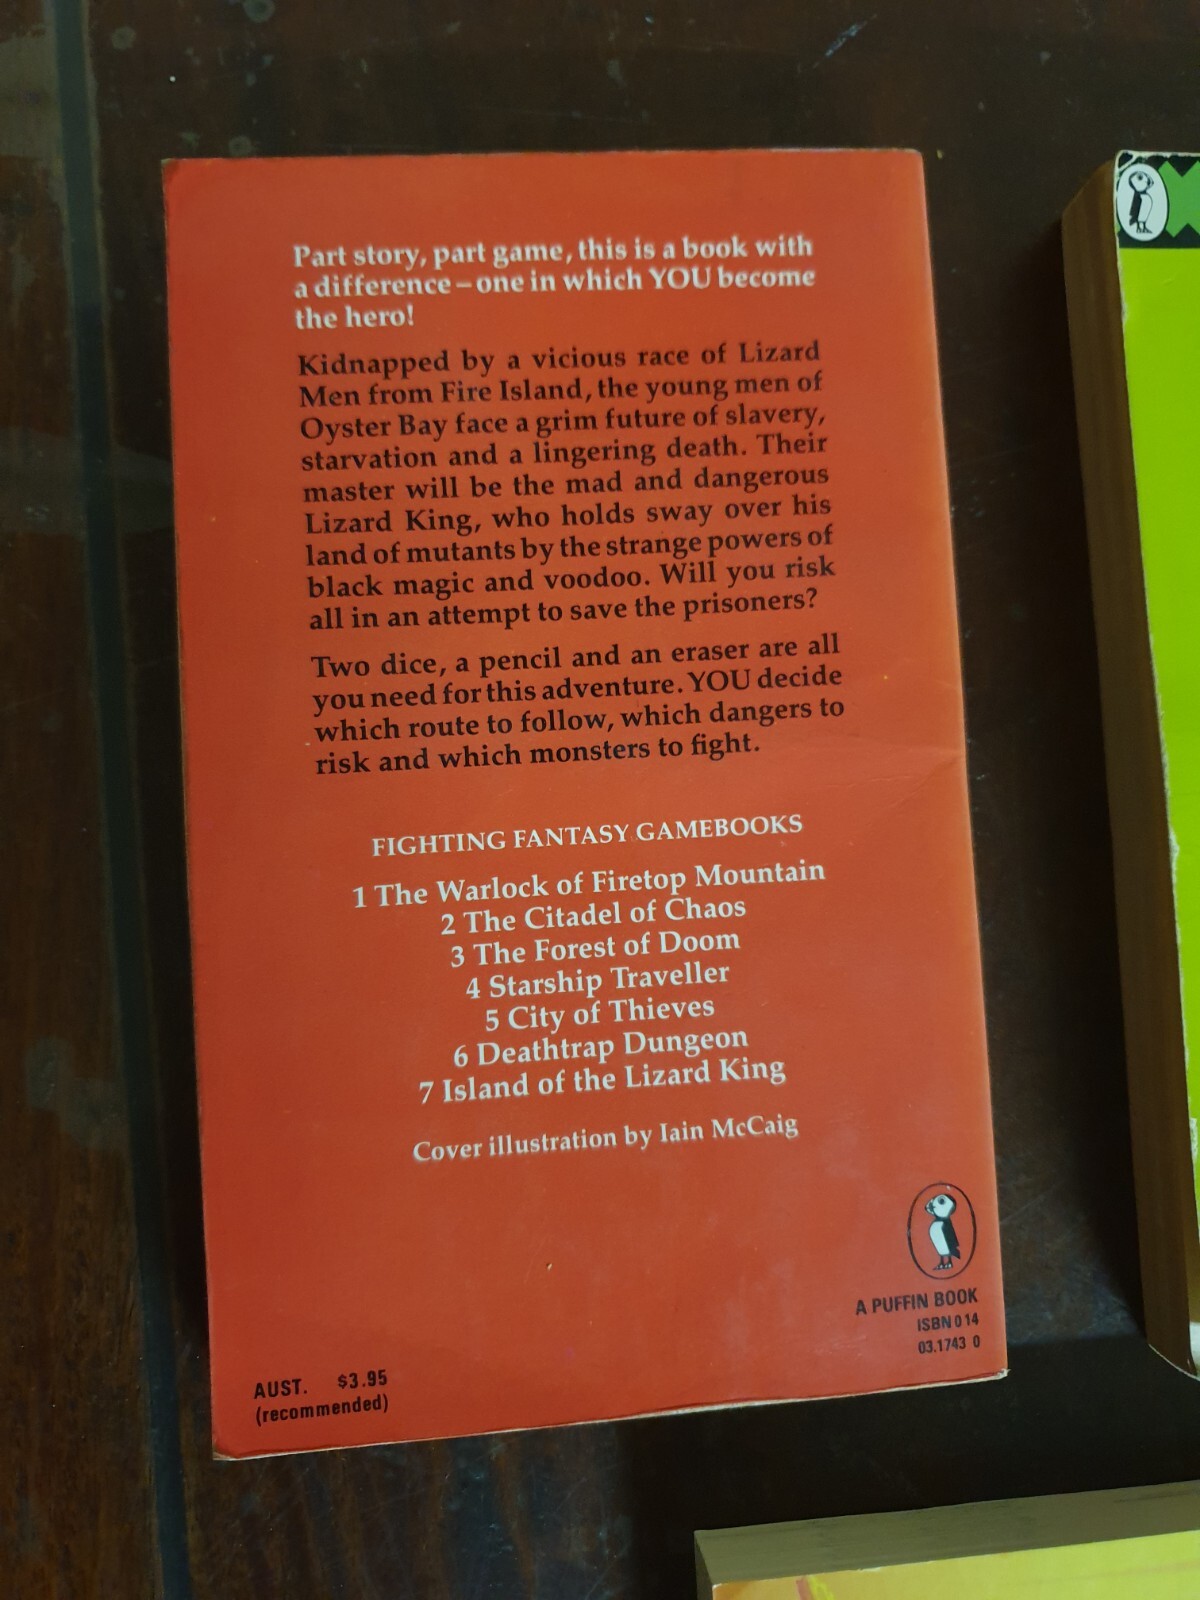 Part story, part game, this is a book with
a difference – one in which YOU become
the hero!
Kidnapped by a vicious race of Lizard
Men from Fire Island, the young men of
Oyster Bay face a grim future of slavery,
starvation and a lingering death. Their
master will be the mad and dangerous
Lizard King, who holds sway over his
land of mutants by the strange powers of
black magic and voodoo. Will you risk
all in an attempt to save the prisoners?
Two dice, a pencil and an eraser are all
you need for this adventure. YOU decide
which route to follow, which dangers to
risk and which monsters to fight.
FIGHTING FANTASY GAMEBOOKS
1 The Warlock of Firetop Mountain
2 The Citadel of Chaos
3 The Forest of Doom
4 Starship Traveller
5 City of Thieves
6 Deathtrap Dungeon
7 Island of the Lizard King
Cover illustration by Iain McCaig
A PUFFIN BOOK
ISBN 0 14
03.1743 0
AUST. $3.95
(recommended)